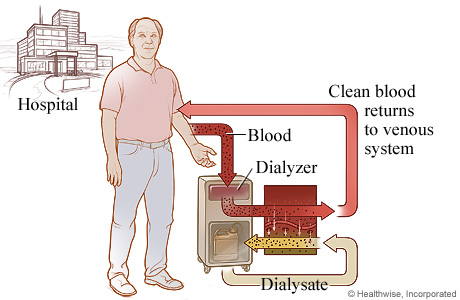 Hospital
Clean blood
returns
to venous
system
Blood
Dialyzer
Dialysate
© Healthwise, Incorporated